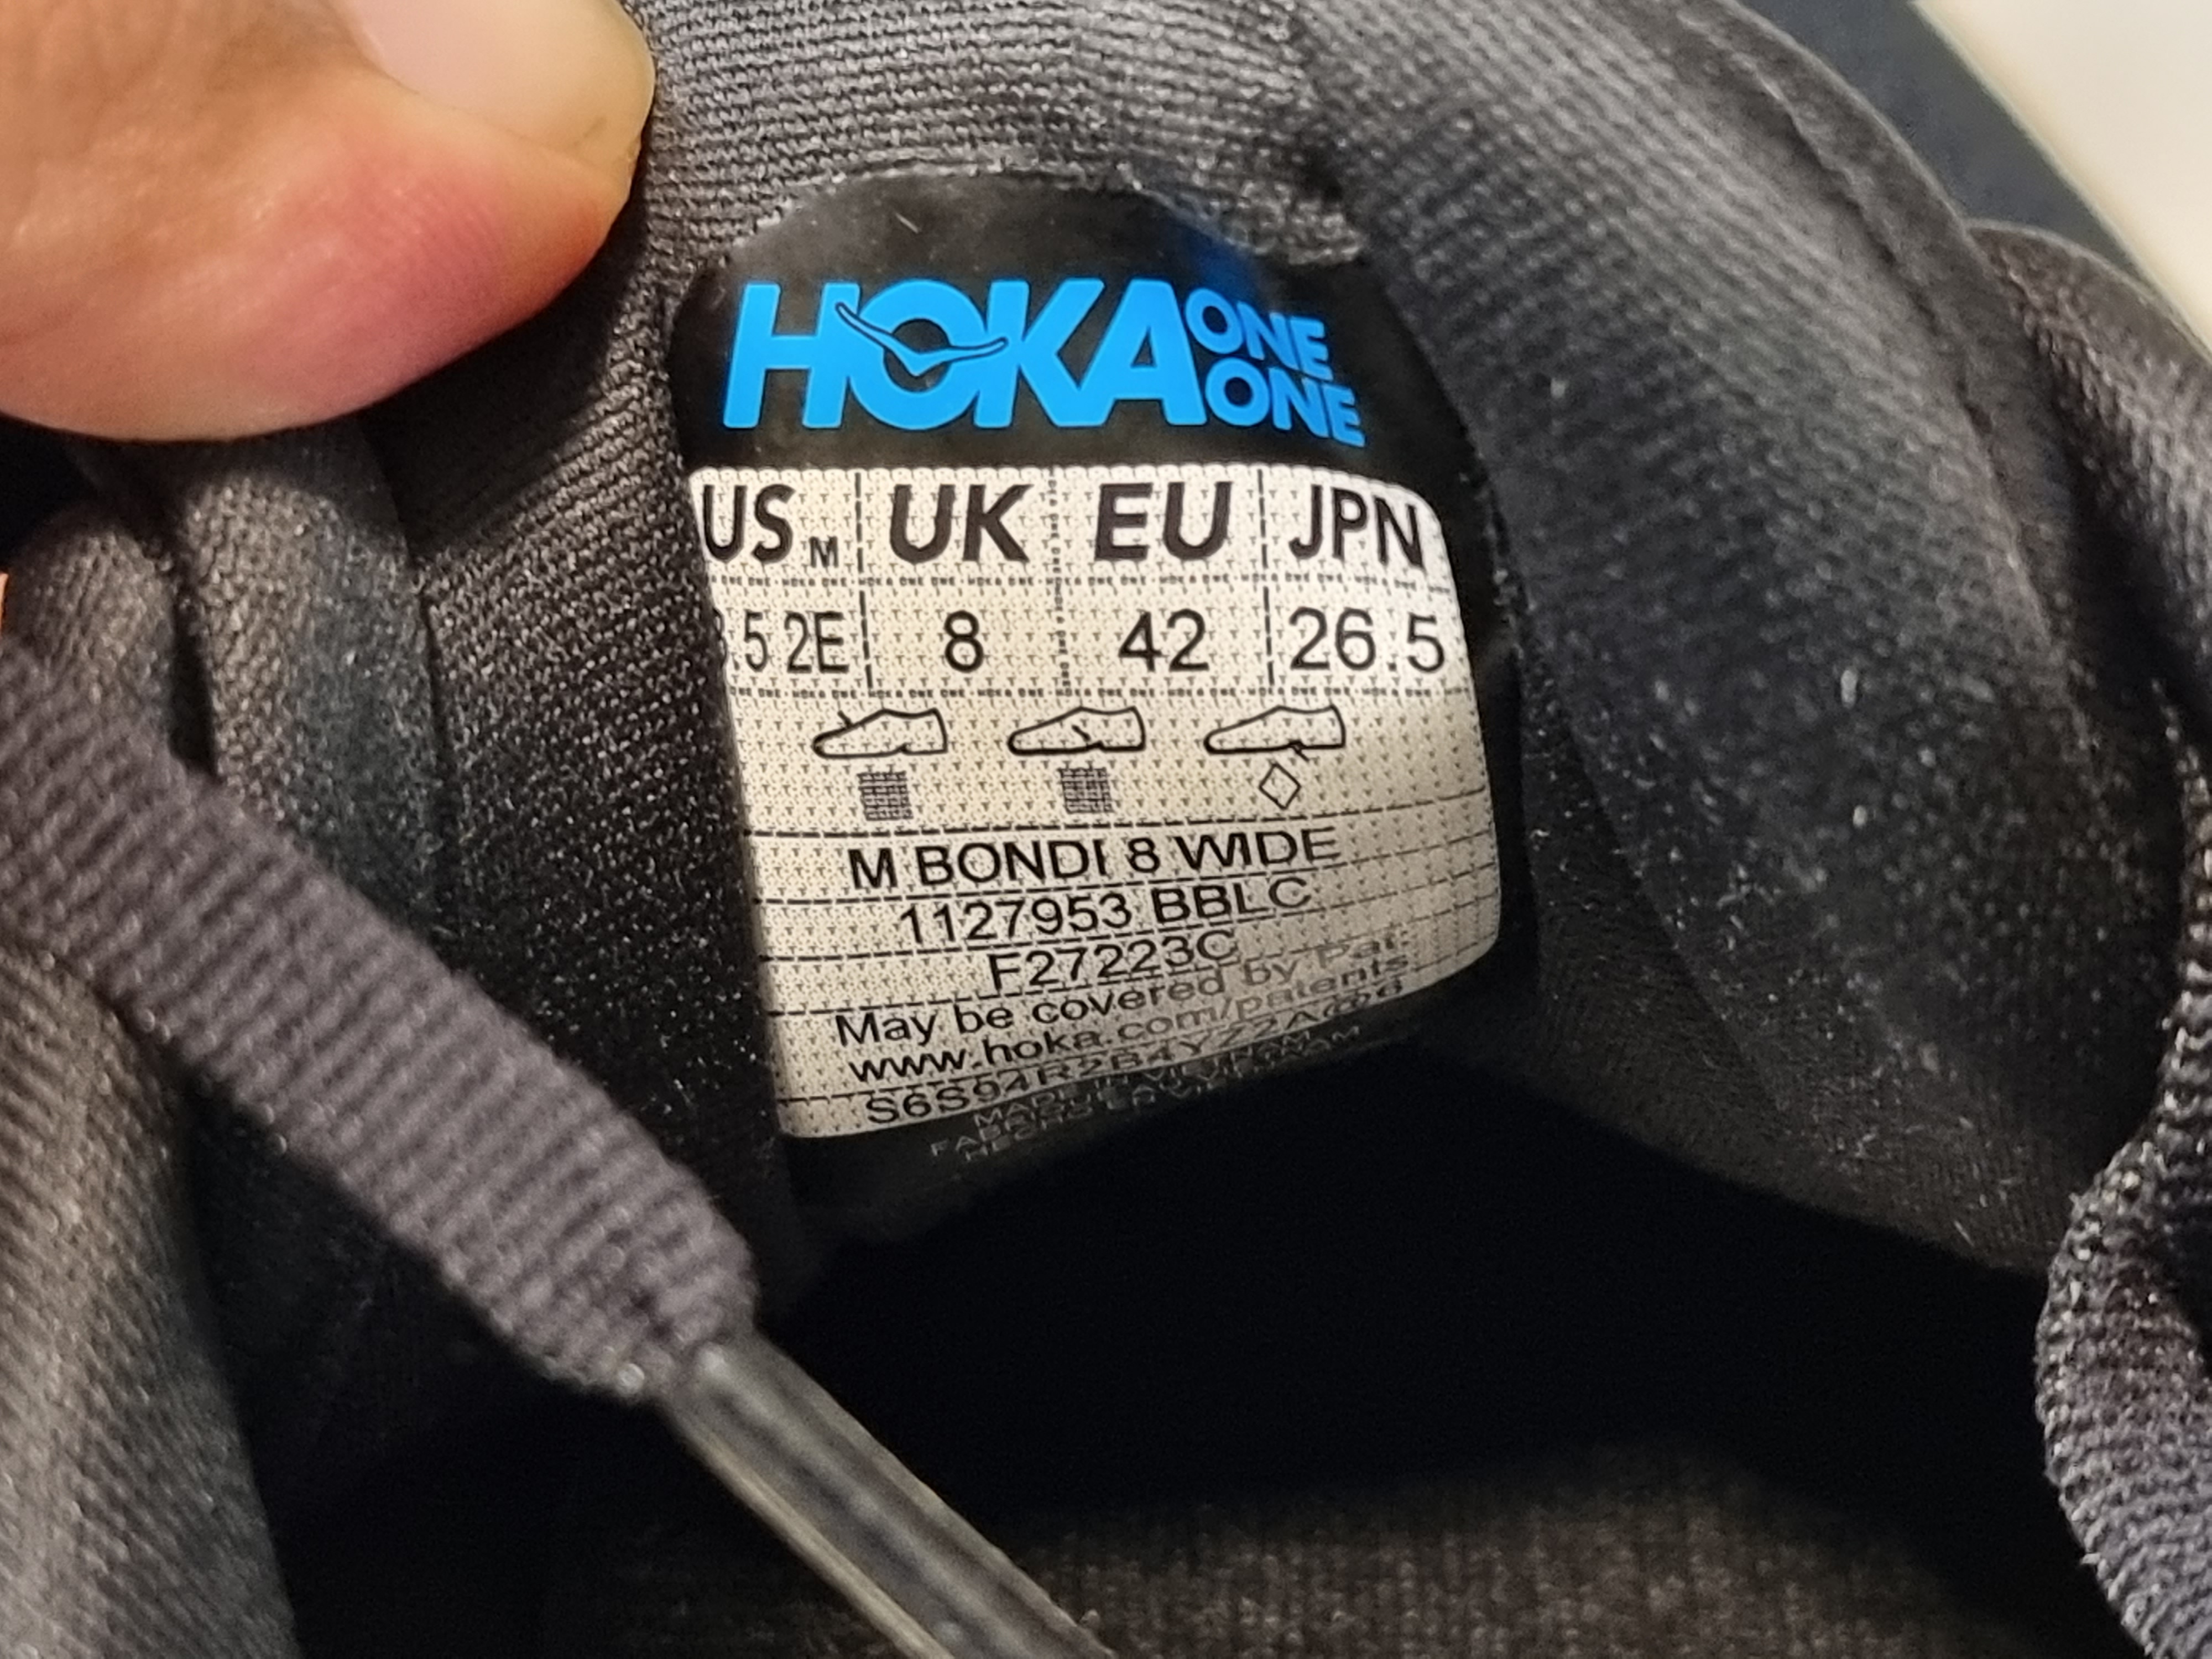 HOKA ONE ONE
US M UK EU JPN
.5 2E 8 42 26.5
M BONDI 8 WIDE
1127953 BBLC
F27223C
May be covered by Pat.
www.hoka.com/patents